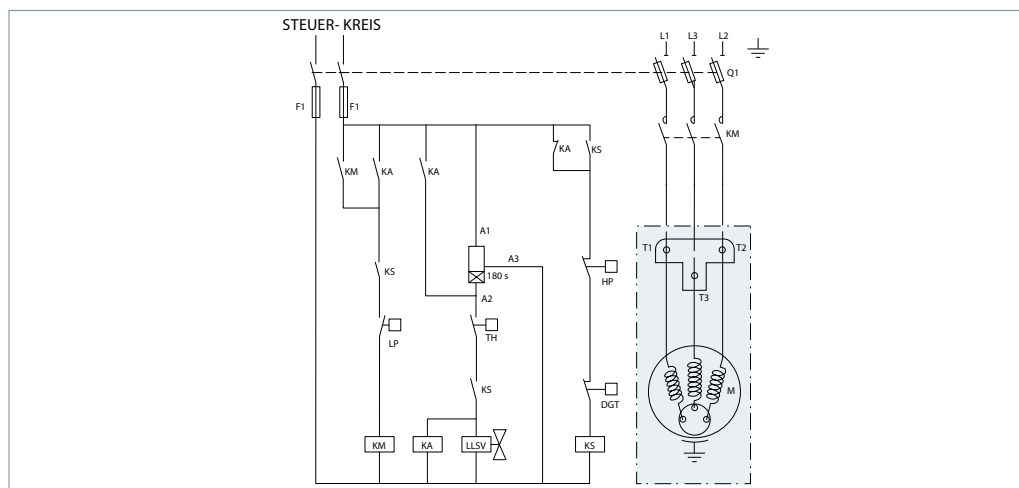 STEUER- KREIS
L1 L3 L2
Q1
F1 F1
KM
KA KS
KM KA KA
A1
T1 T2
A3
KS
180 s
HP
A2
T3
LP
TH
KS
M
DGT
KM KA LLSV KS